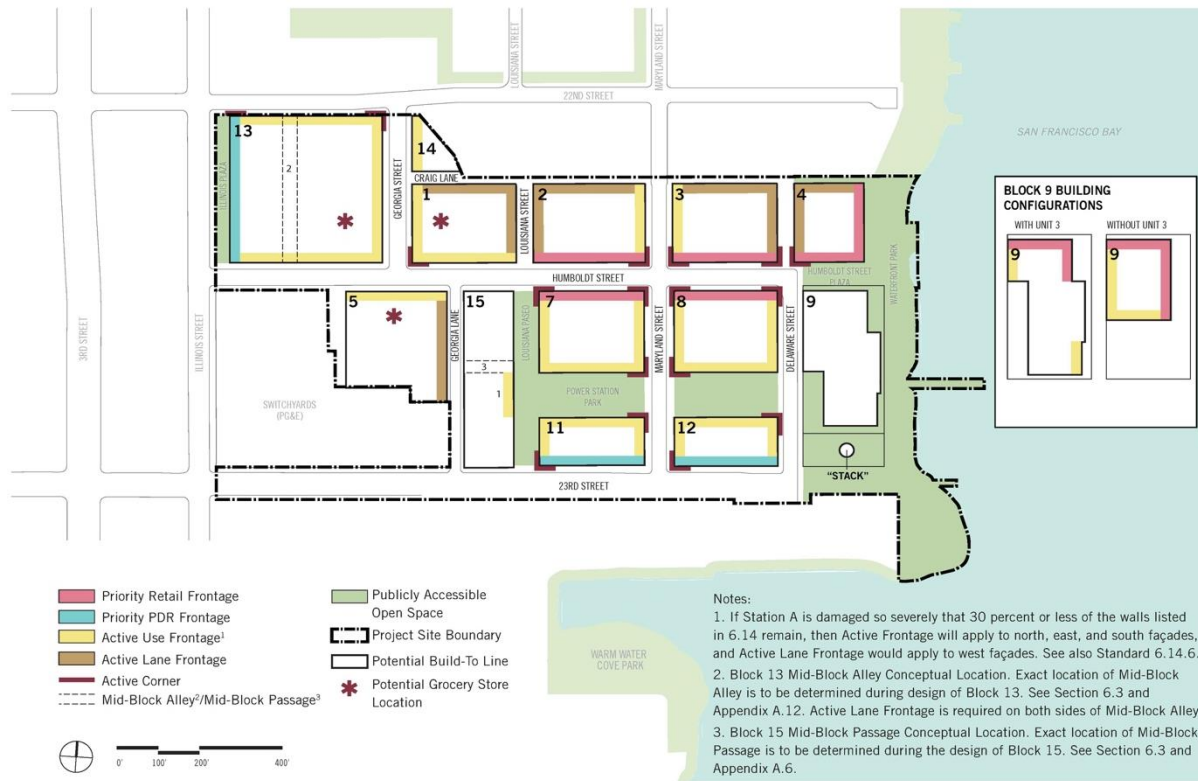 LOUISIANA STREET
MARYLAND STREET
22ND STREET
SAN FRANCISCO BAY
13
14
2
ILLINOIS PLAZA
GEORGIA STREET
CRAIG LANE
1
2
3
4
LOUISIANA STREET
WATERFRONT PARK
HUMBOLDT STREET
PLAZA
HUMBOLDT STREET
3RD STREET
ILLINOIS STREET
5
15
7
8
9
GEORGIA LANE
LOUISIANA PASEO
MARYLAND STREET
DELAWARE STREET
3
1
SWITCHYARDS
(PG&E)
POWER STATION
PARK
11
12
"STACK"
23RD STREET
BLOCK 9 BUILDING
CONFIGURATIONS
WITH UNIT 3
WITHOUT UNIT 3
9
9
WARM WATER
COVE PARK
Priority Retail Frontage
Priority PDR Frontage
Active Use Frontage1
Active Lane Frontage
Active Corner
Mid-Block Alley2/Mid-Block Passage3
Publicly Accessible
Open Space
Project Site Boundary
Potential Build-To Line
Potential Grocery Store
Location
0'
100'
200'
400'
Notes:
1. If Station A is damaged so severely that 30 percent or less of the walls listed
in 6.14 remain, then Active Frontage will apply to north, east, and south façades,
and Active Lane Frontage would apply to west façades. See also Standard 6.14.6.
2. Block 13 Mid-Block Alley Conceptual Location. Exact location of Mid-Block
Alley is to be determined during design of Block 13. See Section 6.3 and
Appendix A.12. Active Lane Frontage is required on both sides of Mid-Block Alley
3. Block 15 Mid-Block Passage Conceptual Location. Exact location of Mid-Block
Passage is to be determined during the design of Block 15. See Section 6.3 and
Appendix A.6.